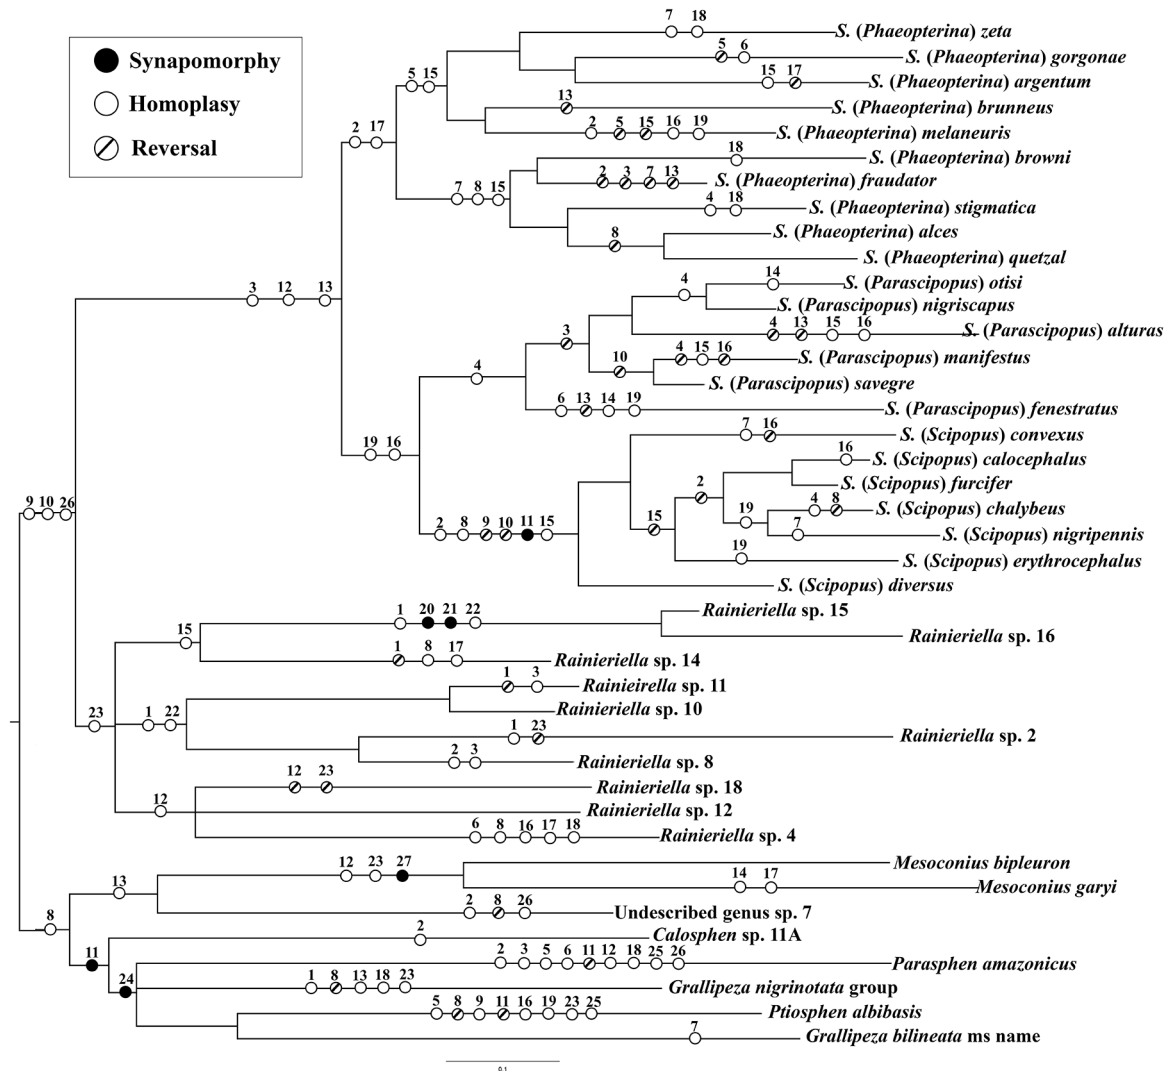 Synapomorphy
Homoplasy
Reversal
7 18
S. (Phaeopterina) zeta
5 6
S. (Phaeopterina) gorgonae
15 17
S. (Phaeopterina) argentum
5 15
13
S. (Phaeopterina) brunneus
2 5 15 16 19
S. (Phaeopterina) melaneuris
2 17
18
S. (Phaeopterina) browni
2 3 7 13
S. (Phaeopterina) fraudator
7 8 15
4 18
S. (Phaeopterina) stigmatica
8
S. (Phaeopterina) alces
S. (Phaeopterina) quetzal
3 12 13
4
14
S. (Parascipopus) otisi
S. (Parascipopus) nigriscapus
4 13 15 16
S. (Parascipopus) alturas
3
10
4 15 16
S. (Parascipopus) manifestus
S. (Parascipopus) savegre
4
6 13 14 19
S. (Parascipopus) fenestratus
19 16
7 16
S. (Scipopus) convexus
16
S. (Scipopus) calocephalus
S. (Scipopus) furcifer
2
4 8
S. (Scipopus) chalybeus
19
7
S. (Scipopus) nigripennis
15
19
S. (Scipopus) erythrocephalus
2 8 9 10 11 15
S. (Scipopus) diversus
9 10 26
1 20 21 22
Rainieriella sp. 15
Rainieriella sp. 16
15
1 8 17
Rainieriella sp. 14
1 3
Rainieirella sp. 11
Rainieriella sp. 10
23
1 22
1 23
Rainieriella sp. 2
2 3
Rainieriella sp. 8
12 23
Rainieriella sp. 18
12
Rainieriella sp. 12
6 8 16 17 18
Rainieriella sp. 4
12 23 27
Mesoconius bipleuron
14 17
Mesoconius garyi
13
2 8 26
Undescribed genus sp. 7
8
2
Calosphen sp. 11A
11
2 3 5 6 11 12 18 25 26
Parasphen amazonicus
24
1 8 13 18 23
Grallipeza nigrinotata group
5 8 9 11 16 19 23 25
Ptiosphen albibasis
7
Grallipeza bilineata ms name
0.1